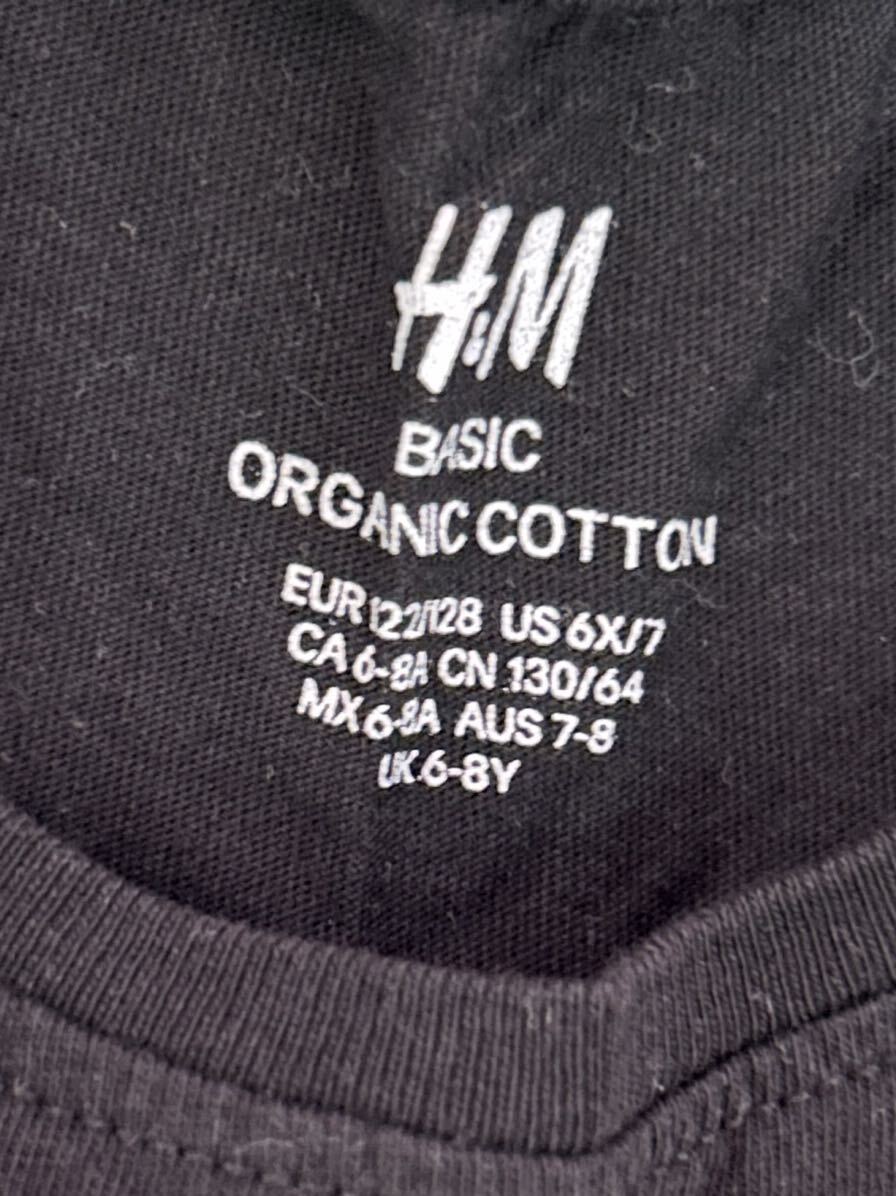 H&M
BASIC
ORGANIC COTTON
EUR 122/128 US 6X/7
CA 6-8A CN 130/64
MX 6-8A AUS 7-8
UK 6-8Y